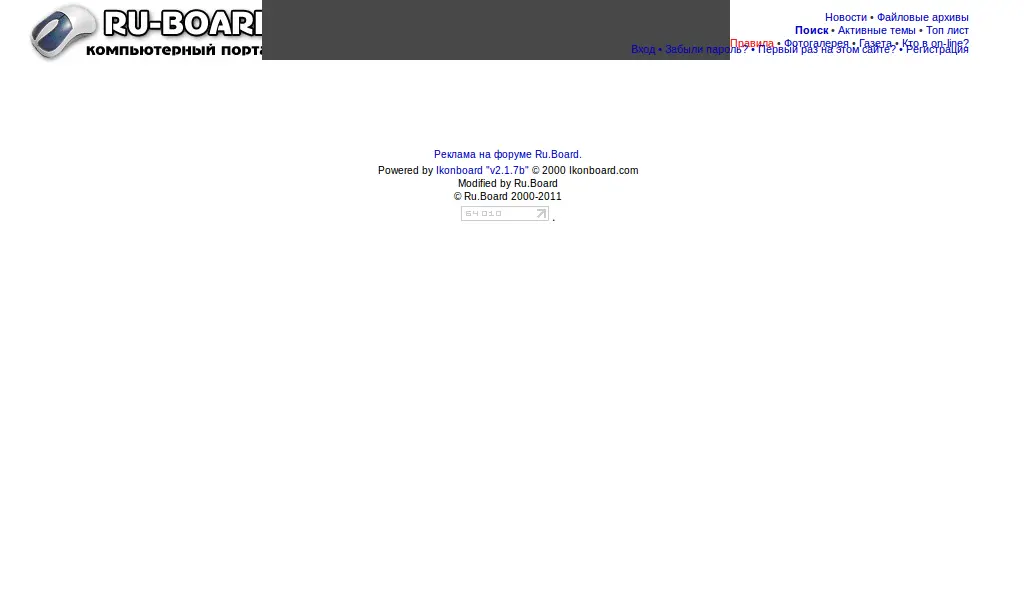 RU-BOARD
компьютерный портал
Новости • Файловые архивы
Поиск • Активные темы • Топ лист
Правила • Фотогалерея • Газета • Кто в on-line?
Вход • Забыли пароль? • Первый раз на этом сайте? • Регистрация
Реклама на форуме Ru.Board.
Powered by Ikonboard "v2.1.7b" © 2000 Ikonboard.com
Modified by Ru.Board
© Ru.Board 2000-2011
64010 .